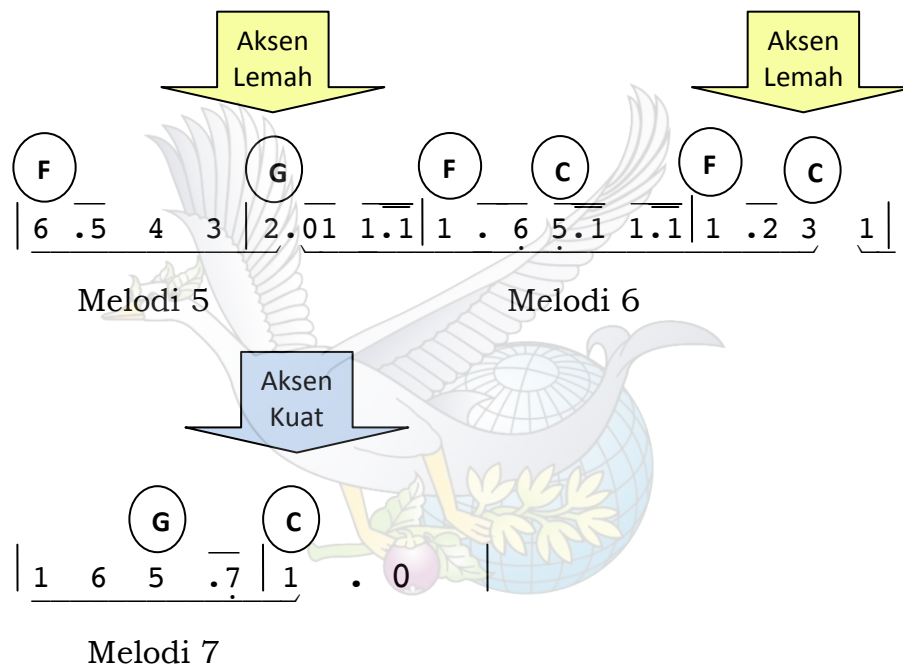 Aksen Aksen
Lemah Lemah
F G F C F C
|6 .5 4 3|2.01 1.1|1 . 6̣ 5̣.1 1.1|1 .2 3 1|
Melodi 5 Melodi 6
Aksen
Kuat
G C
|1 6 5 .7̣|1 . 0 |
Melodi 7